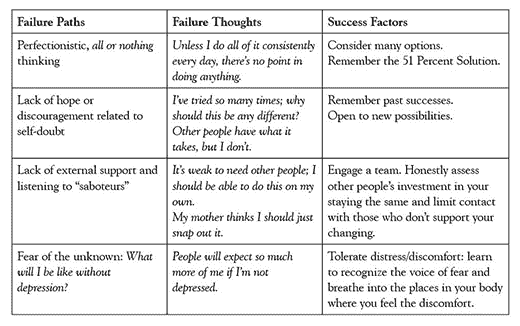 Failure Paths
Failure Thoughts
Success Factors
Perfectionistic, all or nothing
thinking
Unless I do all of it consistently
every day, there's no point in
doing anything.
Consider many options.
Remember the 51 Percent Solution.
Lack of hope or
discouragement related to
self-doubt
I've tried so many times; why
should this be any different?
Other people have what it
takes, but I don't.
Remember past successes.
Open to new possibilities.
Lack of external support and
listening to “saboteurs”
It's weak to need other people; I
should be able to do this on my
own.
My mother thinks I should just
snap out it.
Engage a team. Honestly assess
other people's investment in your
staying the same and limit contact
with those who don't support your
changing.
Fear of the unknown: What
will I be like without
depression?
People will expect so much
more of me if I'm not
depressed.
Tolerate distress/discomfort: learn
to recognize the voice of fear and
breathe into the places in your body
where you feel the discomfort.